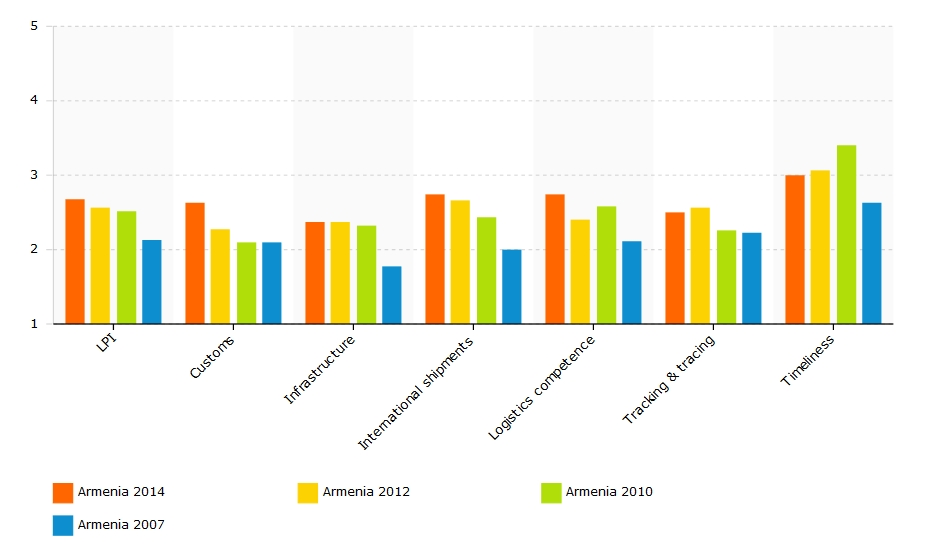 5
4
3
2
1
LPI
Customs
Infrastructure
International shipments
Logistics competence
Tracking & tracing
Timeliness
Armenia 2014
Armenia 2012
Armenia 2010
Armenia 2007